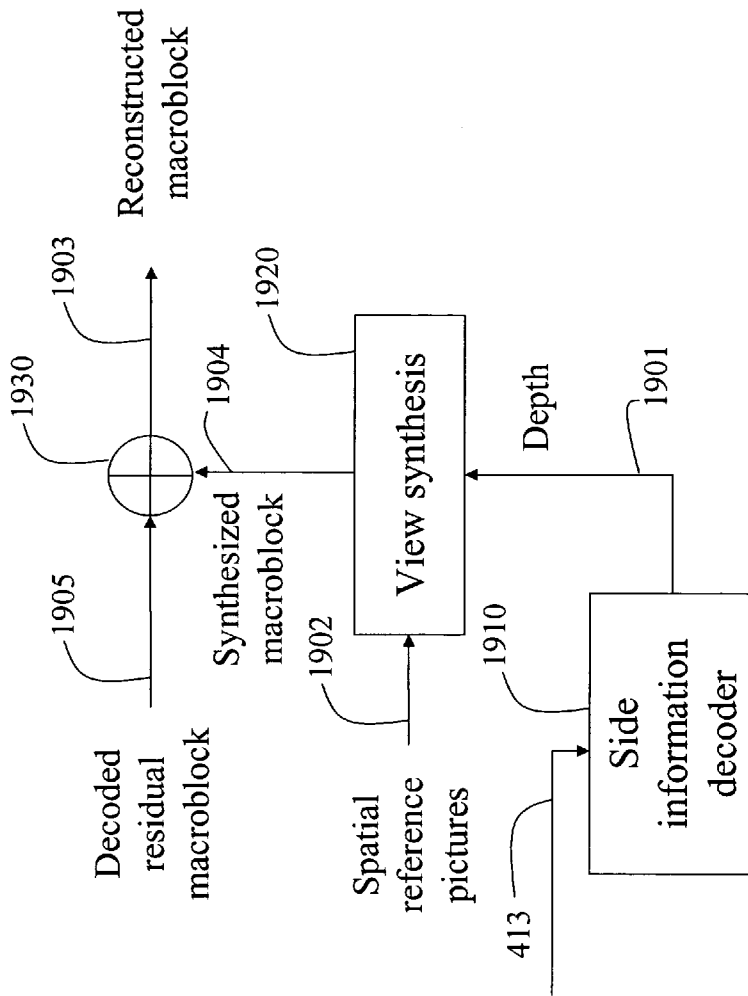 Decoded
residual
macroblock
1905
1930
1903
Reconstructed
macroblock
Synthesized
macroblock
1904
Spatial
reference
pictures
1902
View synthesis
1920
Depth
1901
413
Side
information
decoder
1910